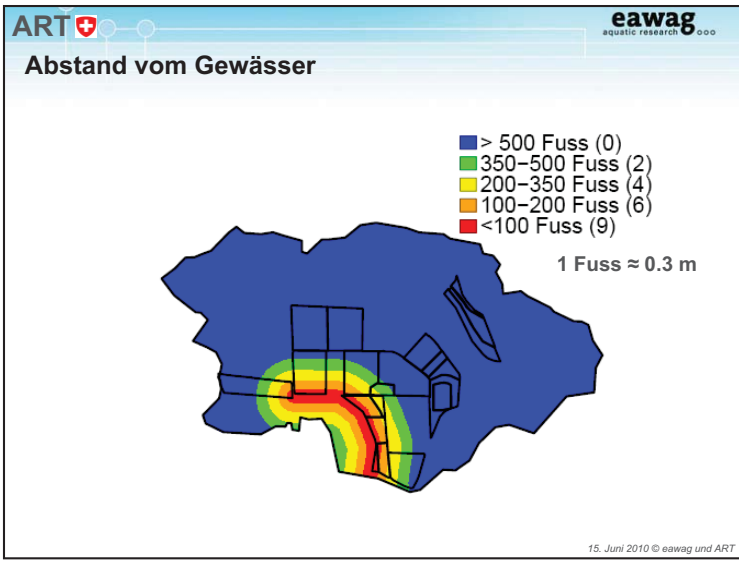 ART
eawag
aquatic research ooo
Abstand vom Gewässer
> 500 Fuss (0)
350−500 Fuss (2)
200−350 Fuss (4)
100−200 Fuss (6)
<100 Fuss (9)
1 Fuss ≈ 0.3 m
15. Juni 2010 © eawag und ART